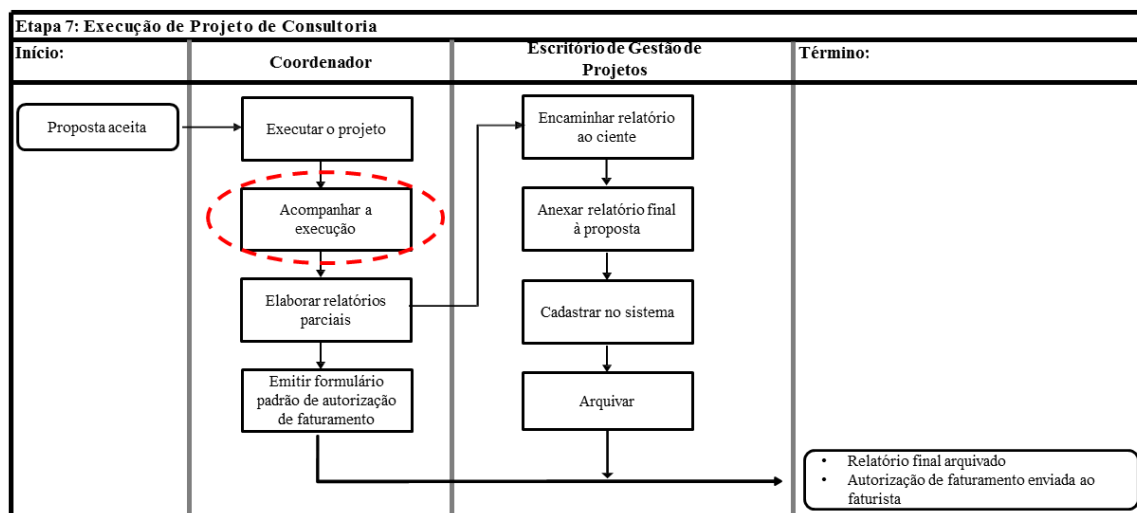 Etapa 7: Execução de Projeto de Consultoria
Início:
Coordenador
Escritório de Gestão de
Projetos
Término:
Proposta aceita
Executar o projeto
Acompanhar a
execução
Elaborar relatórios
parciais
Emitir formulário
padrão de autorização
de faturamento
Encaminhar relatório
ao ciente
Anexar relatório final
à proposta
Cadastrar no sistema
Arquivar
• Relatório final arquivado
• Autorização de faturamento enviada ao
faturista